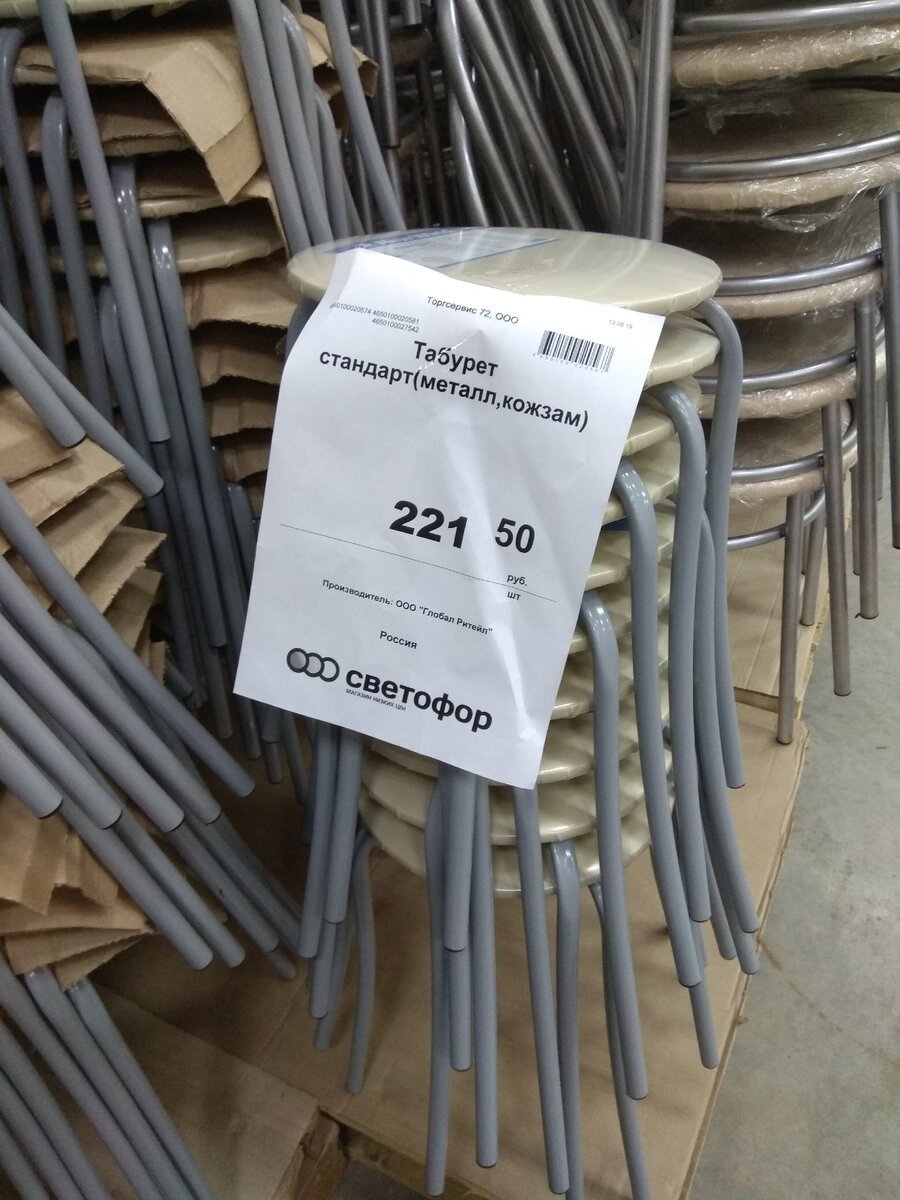 Торгсервис 72, ООО
4650100020574 4650100020581
4650100027542
13.06.19
Табурет
стандарт(металл,кожзам)
221 50
руб.
шт
Производитель: ООО "Глобал Ритейл"
Россия
светофор
МАГАЗИН НИЗКИХ ЦЕН